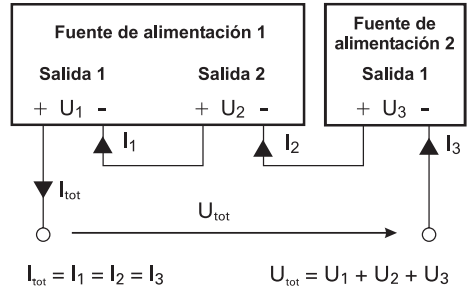 Fuente de alimentación 1
Fuente de
alimentación 2
Salida 1
Salida 2
Salida 1
+ U₁ −
+ U₂ −
+ U₃ −
I₁
I₂
I₃
Iₜₒₜ
Uₜₒₜ
Iₜₒₜ = I₁ = I₂ = I₃
Uₜₒₜ = U₁ + U₂ + U₃